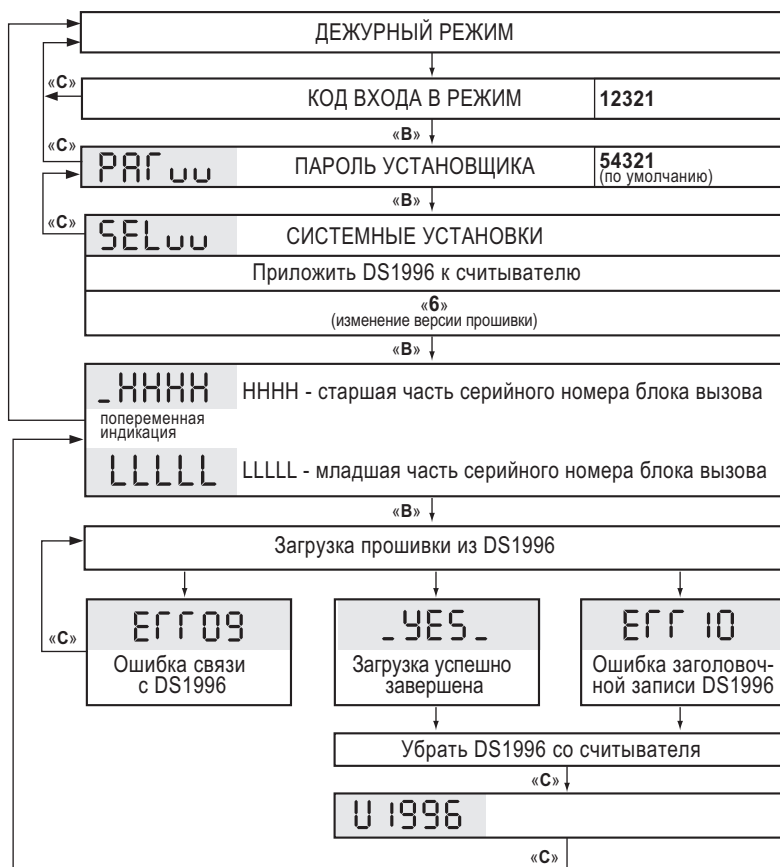 ДЕЖУРНЫЙ РЕЖИМ
«С»
КОД ВХОДА В РЕЖИМ 12321
«В»
«С»
PAГ␣␣ ПАРОЛЬ УСТАНОВЩИКА 54321
(по умолчанию)
«В»
«С»
SEL␣␣ СИСТЕМНЫЕ УСТАНОВКИ
Приложить DS1996 к считывателю
«6»
(изменение версии прошивки)
«В»
_HHHH HHHH - старшая часть серийного номера блока вызова
попеременная
индикация
LLLLL LLLLL - младшая часть серийного номера блока вызова
«В»
Загрузка прошивки из DS1996
«С»
EГГ09
Ошибка связи
с DS1996
_YES_
Загрузка успешно
завершена
EГГ 10
Ошибка заголовоч-
ной записи DS1996
Убрать DS1996 со считывателя
«С»
U 1996
«С»